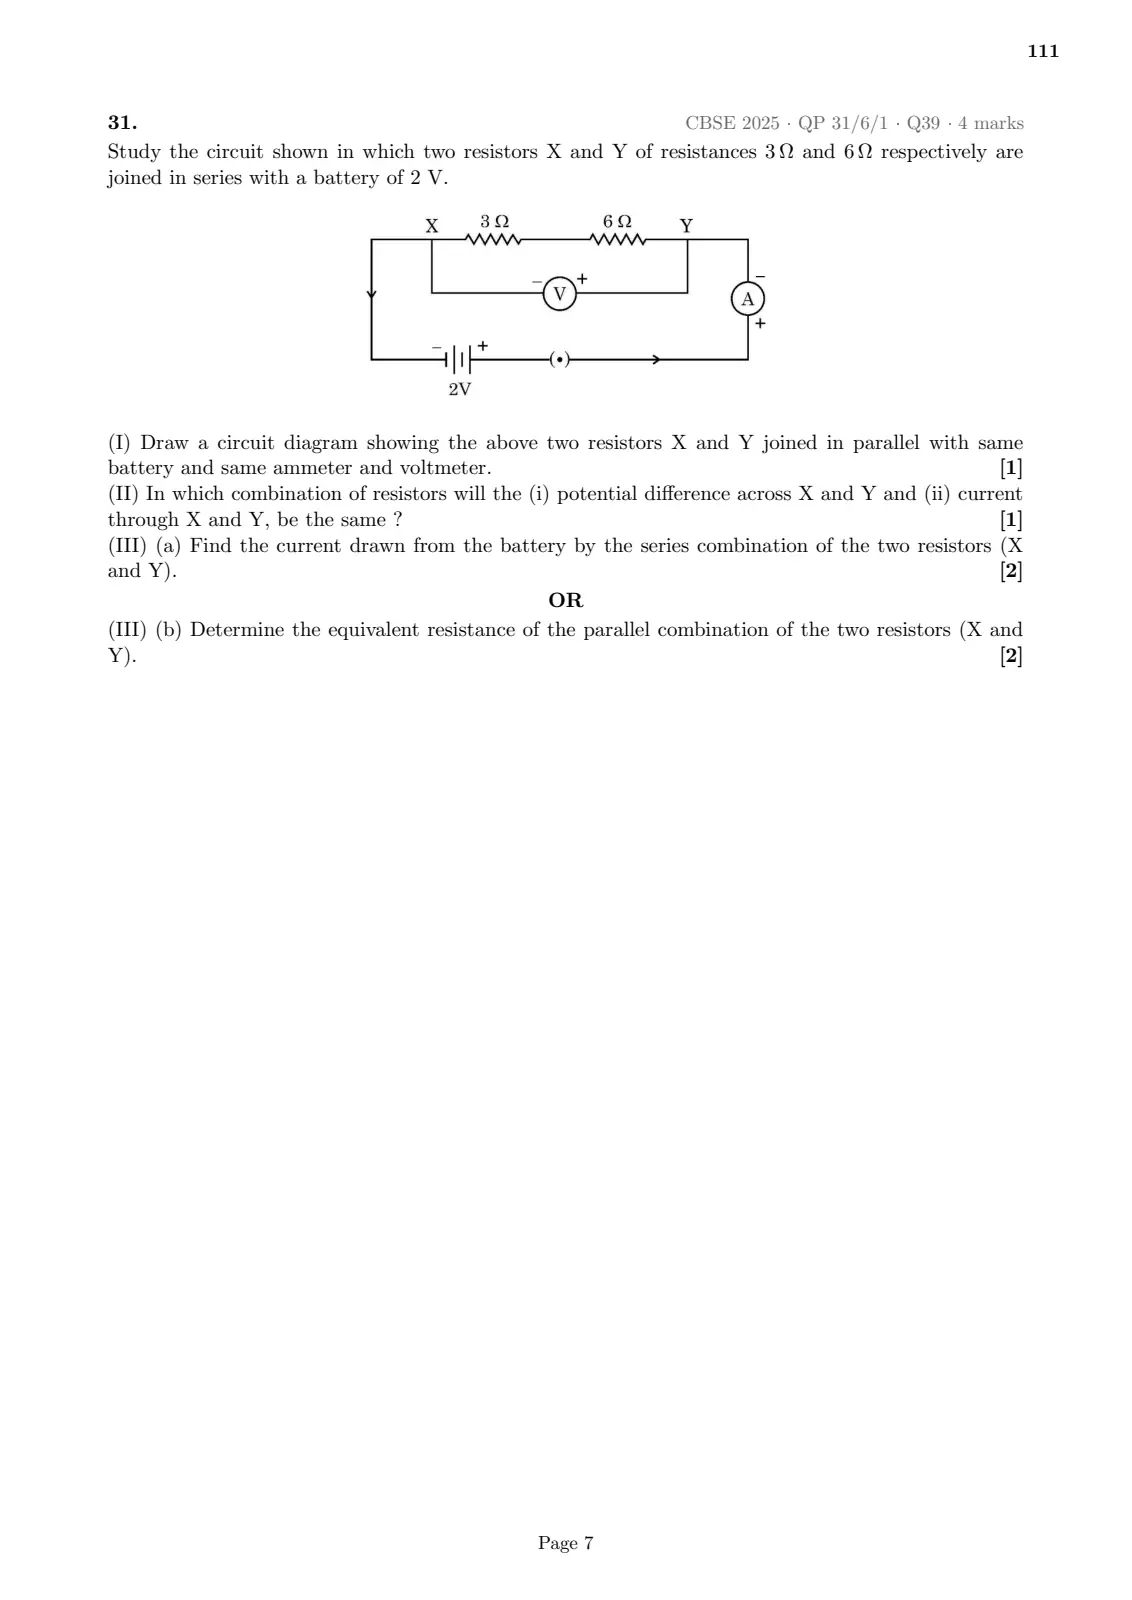 111
31. CBSE 2025 · QP 31/6/1 · Q39 · 4 marks
Study the circuit shown in which two resistors X and Y of resistances 3 Ω and 6 Ω respectively are
joined in series with a battery of 2 V.
X 3 Ω 6 Ω Y
− V +
−
A
+
− +
2V
(I) Draw a circuit diagram showing the above two resistors X and Y joined in parallel with same
battery and same ammeter and voltmeter. [1]
(II) In which combination of resistors will the (i) potential difference across X and Y and (ii) current
through X and Y, be the same ? [1]
(III) (a) Find the current drawn from the battery by the series combination of the two resistors (X
and Y). [2]
OR
(III) (b) Determine the equivalent resistance of the parallel combination of the two resistors (X and
Y). [2]
Page 7